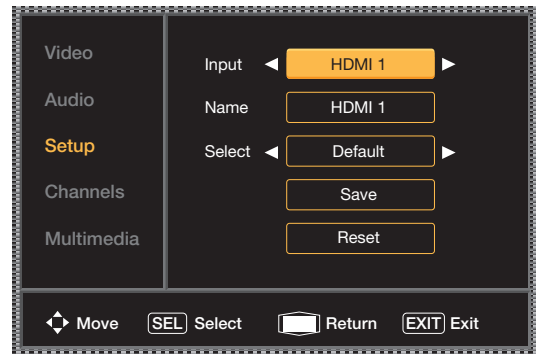 Video
Audio
Setup
Channels
Multimedia
Input HDMI 1
Name HDMI 1
Select Default
Save
Reset
Move SEL Select Return EXIT Exit